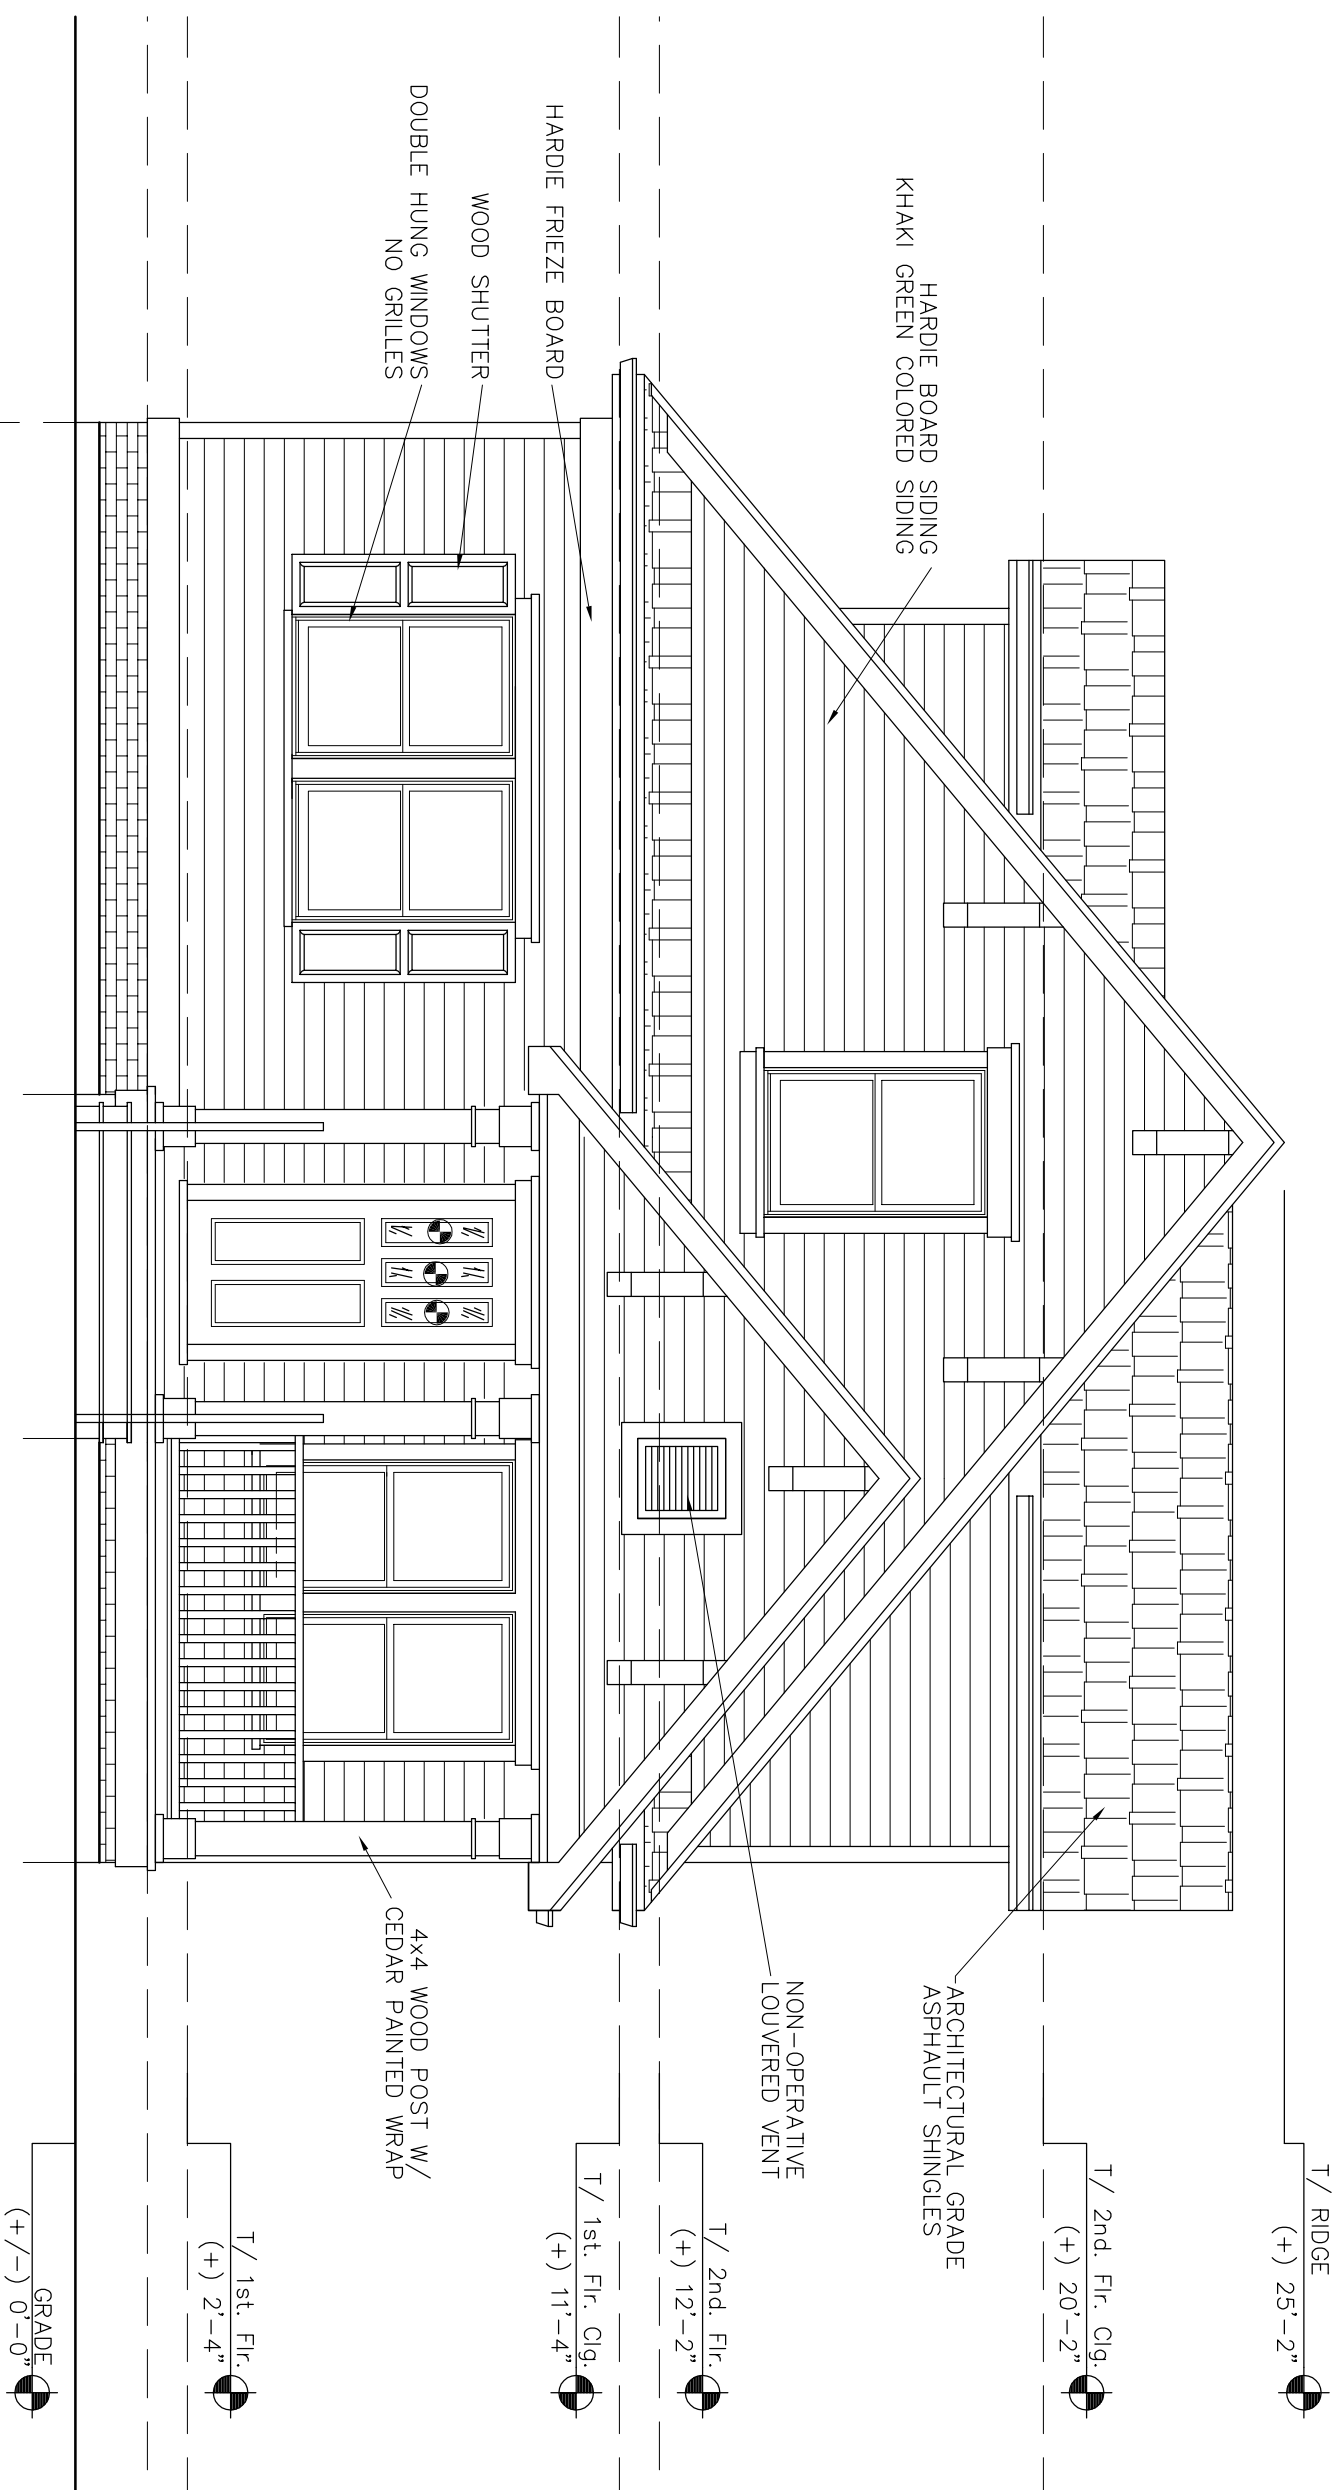 HARDIE BOARD SIDING
KHAKI GREEN COLORED SIDING
HARDIE FRIEZE BOARD
WOOD SHUTTER
DOUBLE HUNG WINDOWS
NO GRILLES
ARCHITECTURAL GRADE
ASPHAULT SHINGLES
NON-OPERATIVE
LOUVERED VENT
4x4 WOOD POST W/
CEDAR PAINTED WRAP
T/ RIDGE
(+) 25'-2"
T/ 2nd. Flr. Clg.
(+) 20'-2"
T/ 2nd. Flr.
(+) 12'-2"
T/ 1st. Flr. Clg.
(+) 11'-4"
T/ 1st. Flr.
(+) 2'-4"
GRADE
(+/-) 0'-0"